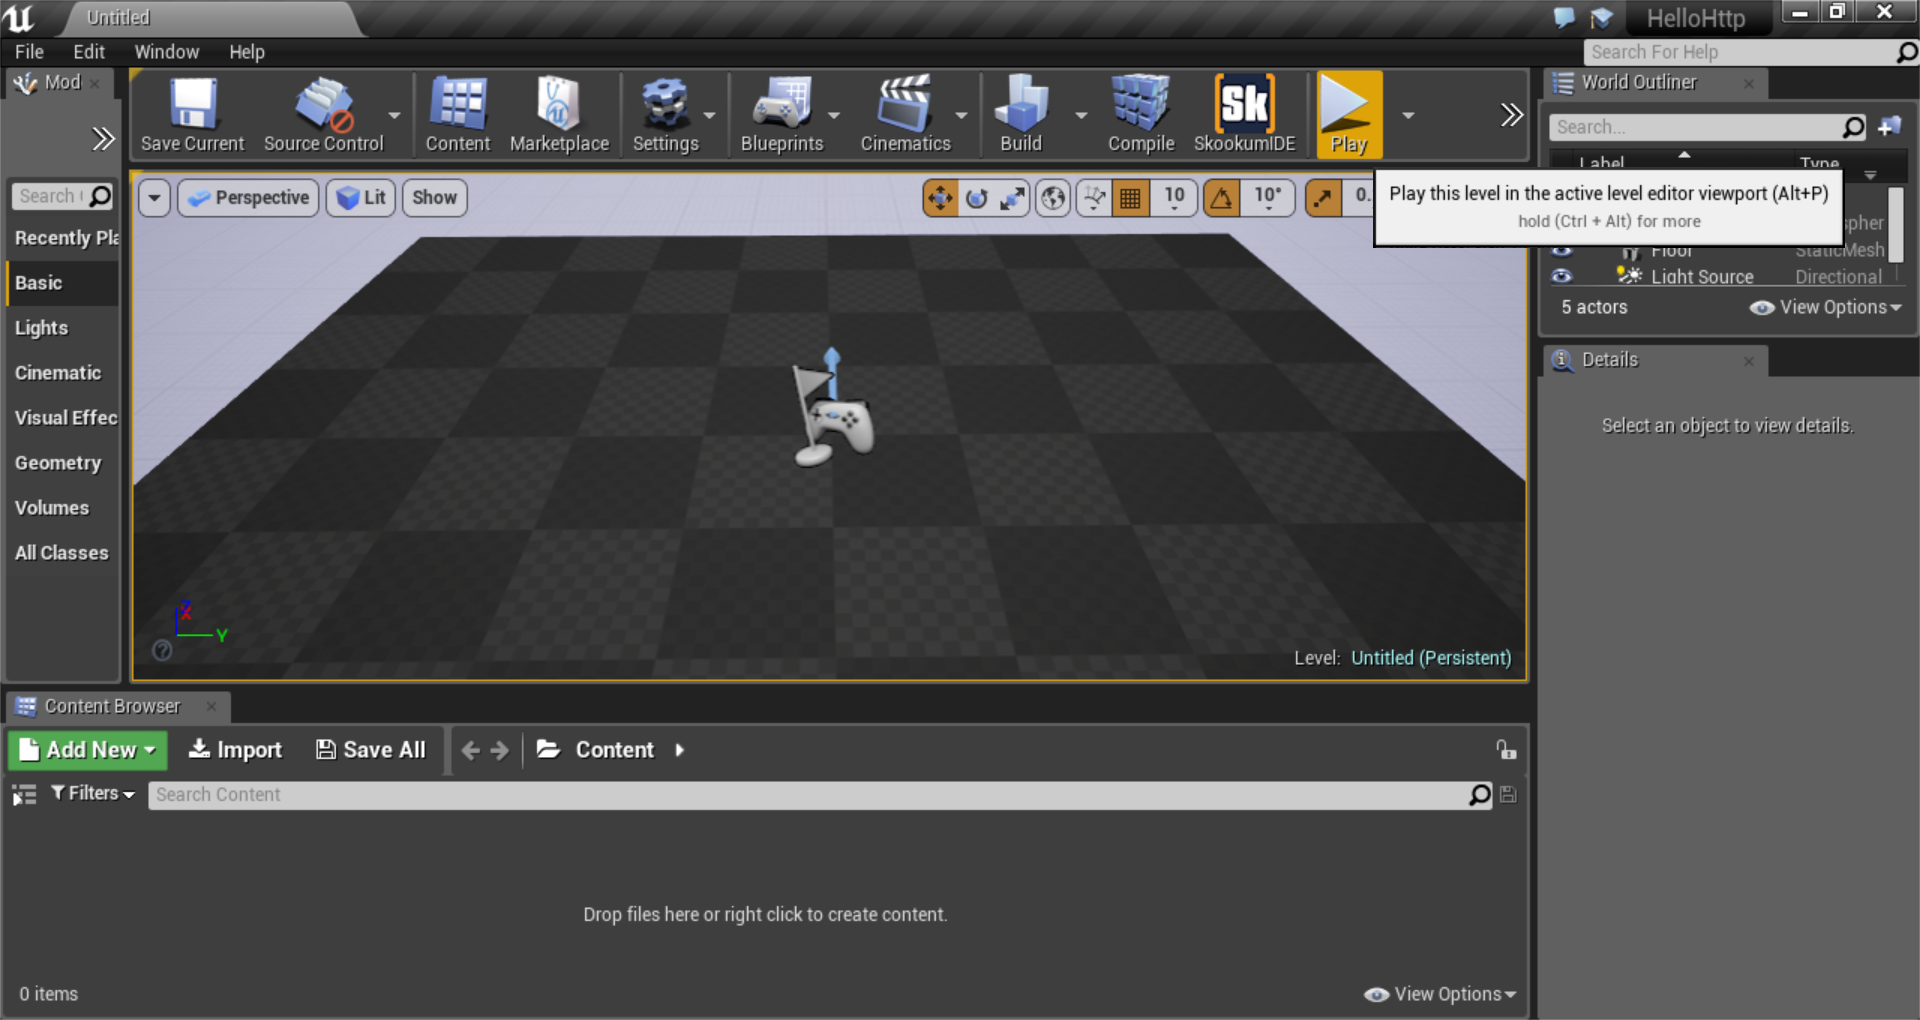 Untitled
HelloHttp
File Edit Window Help
Search For Help
Mod
Save Current
Source Control
Content
Marketplace
Settings
Blueprints
Cinematics
Build
Compile
Sk
SkookumIDE
Play
World Outliner
Search...
Label Type
Search
Perspective
Lit
Show
10
10°
0.
Play this level in the active level editor viewport (Alt+P)
hold (Ctrl + Alt) for more
spher
Floor StaticMesh
Light Source Directional
5 actors
View Options
Recently Pla
Basic
Lights
Cinematic
Visual Effec
Geometry
Volumes
All Classes
Details
Select an object to view details.
Z
X
Y
?
Level: Untitled (Persistent)
Content Browser
Add New
Import
Save All
Content
Filters
Search Content
Drop files here or right click to create content.
0 items
View Options